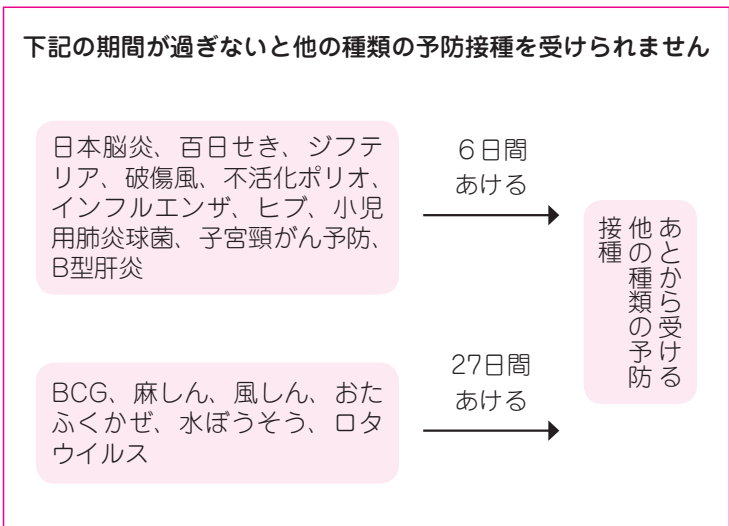 下記の期間が過ぎないと他の種類の予防接種を受けられません
日本脳炎、百日せき、ジフテ
リア、破傷風、不活化ポリオ、
インフルエンザ、ヒブ、小児
用肺炎球菌、子宮頸がん予防、
B型肝炎
6日間
あける
BCG、麻しん、風しん、おた
ふくかぜ、水ぼうそう、ロタ
ウイルス
27日間
あける
あとから受ける
他の種類の予防
接種